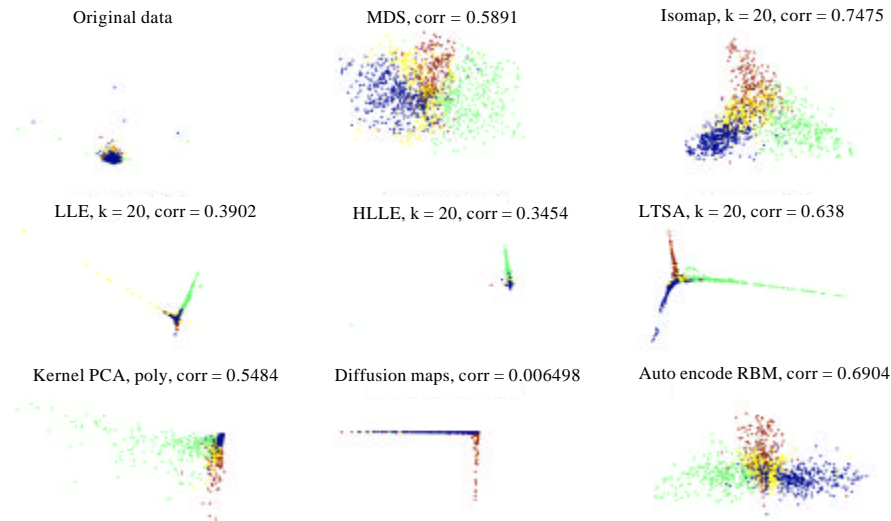 Original data
MDS, corr = 0.5891
Isomap, k = 20, corr = 0.7475
LLE, k = 20, corr = 0.3902
HLLE, k = 20, corr = 0.3454
LTSA, k = 20, corr = 0.638
Kernel PCA, poly, corr = 0.5484
Diffusion maps, corr = 0.006498
Auto encode RBM, corr = 0.6904